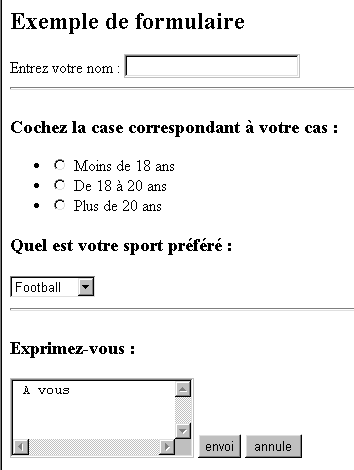 Exemple de formulaire
Entrez votre nom :
Cochez la case correspondant à votre cas :
Moins de 18 ans
De 18 à 20 ans
Plus de 20 ans
Quel est votre sport préféré :
Football
Exprimez-vous :
A vous
envoi annule